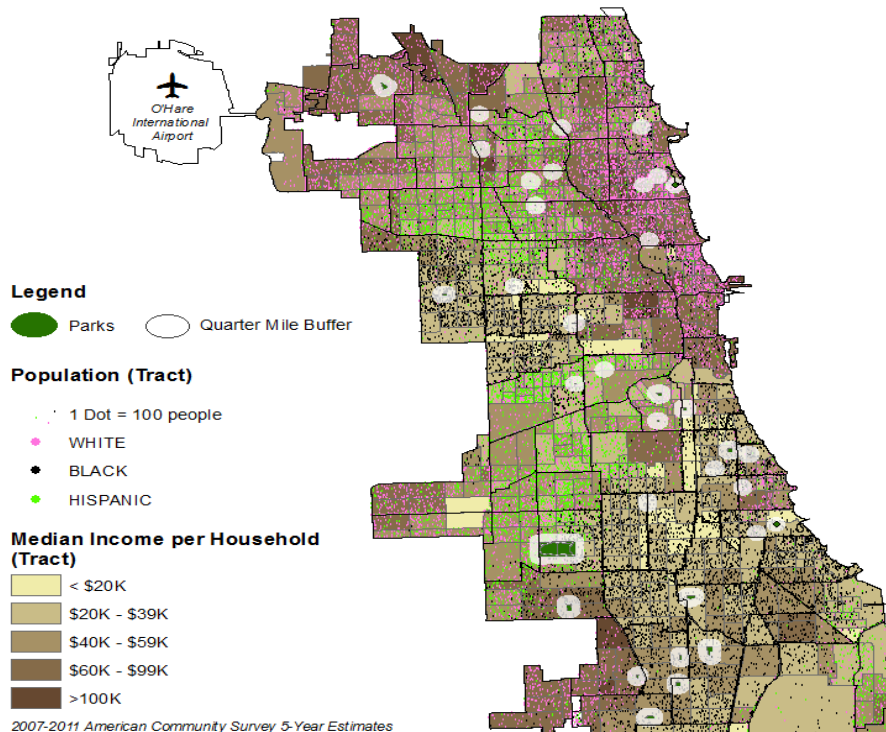 O'Hare
International
Airport
Legend
Parks
Quarter Mile Buffer
Population (Tract)
1 Dot = 100 people
WHITE
BLACK
HISPANIC
Median Income per Household
(Tract)
< $20K
$20K - $39K
$40K - $59K
$60K - $99K
>100K
2007-2011 American Community Survey 5-Year Estimates